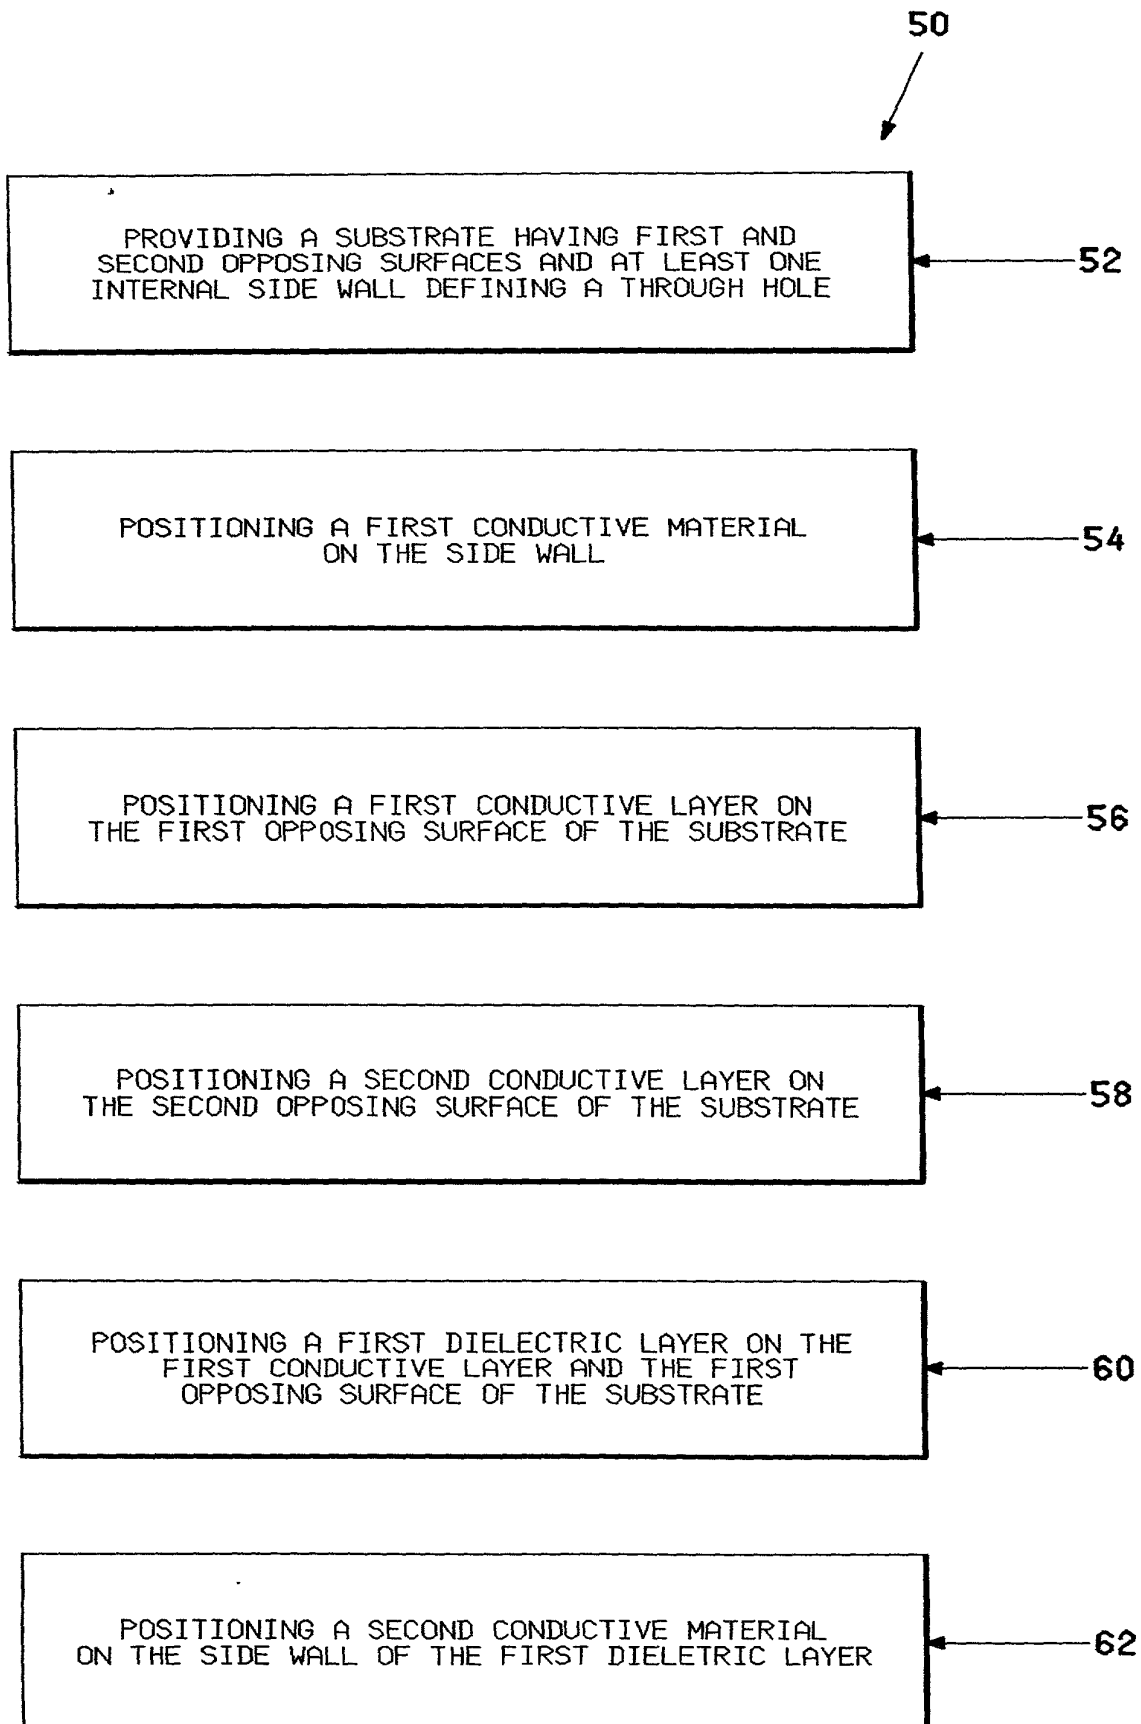 50
PROVIDING A SUBSTRATE HAVING FIRST AND
SECOND OPPOSING SURFACES AND AT LEAST ONE
INTERNAL SIDE WALL DEFINING A THROUGH HOLE
52
POSITIONING A FIRST CONDUCTIVE MATERIAL
ON THE SIDE WALL
54
POSITIONING A FIRST CONDUCTIVE LAYER ON
THE FIRST OPPOSING SURFACE OF THE SUBSTRATE
56
POSITIONING A SECOND CONDUCTIVE LAYER ON
THE SECOND OPPOSING SURFACE OF THE SUBSTRATE
58
POSITIONING A FIRST DIELECTRIC LAYER ON THE
FIRST CONDUCTIVE LAYER AND THE FIRST
OPPOSING SURFACE OF THE SUBSTRATE
60
POSITIONING A SECOND CONDUCTIVE MATERIAL
ON THE SIDE WALL OF THE FIRST DIELETRIC LAYER
62